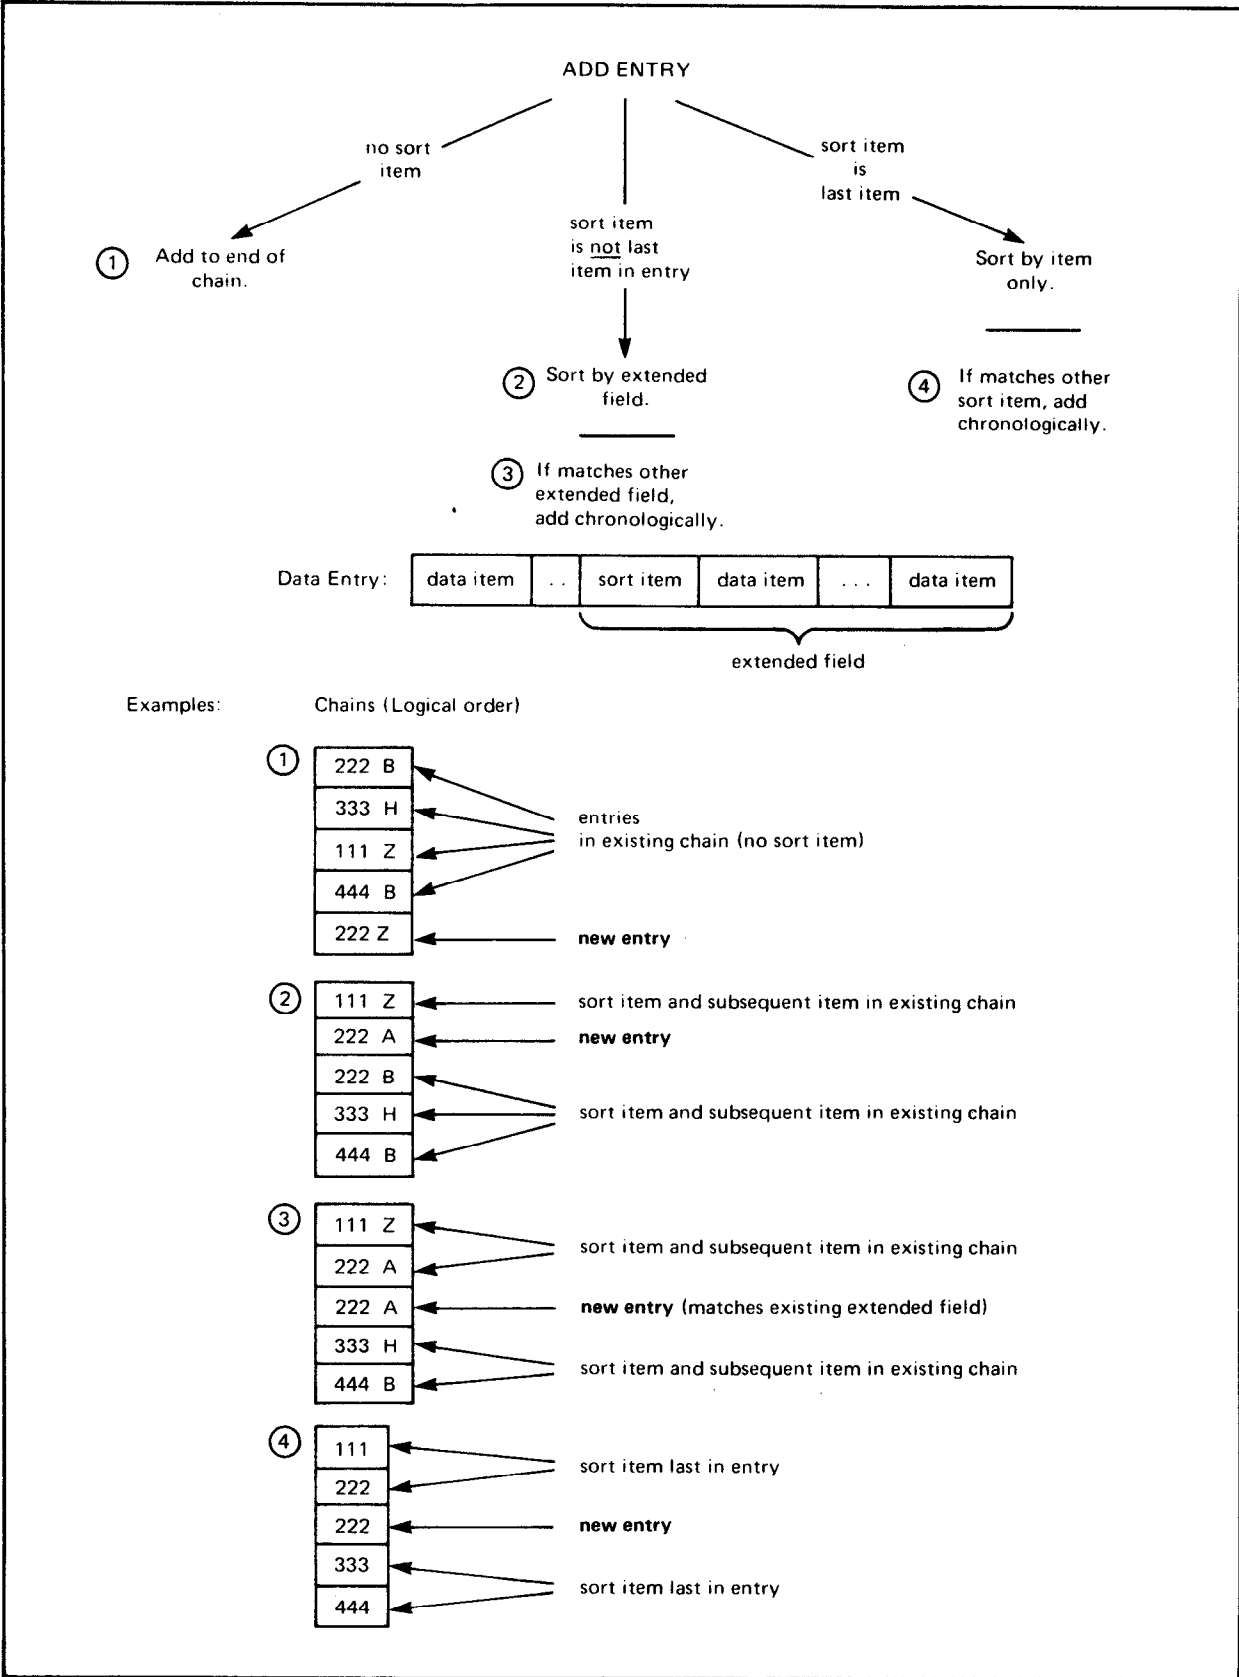 ADD ENTRY
no sort
item
sort item
is not last
item in entry
sort item
is
last item
1
Add to end of
chain.
2
Sort by extended
field.
3
If matches other
extended field,
add chronologically.
Sort by item
only.
4
If matches other
sort item, add
chronologically.
Data Entry: data item .. sort item data item ... data item
extended field
Examples: Chains (Logical order)
1
222 B
333 H
111 Z
444 B
222 Z
entries
in existing chain (no sort item)
new entry
2
111 Z sort item and subsequent item in existing chain
222 A new entry
222 B
333 H sort item and subsequent item in existing chain
444 B
3
111 Z
222 A
sort item and subsequent item in existing chain
222 A new entry (matches existing extended field)
333 H
444 B
sort item and subsequent item in existing chain
4
111
222
sort item last in entry
222 new entry
333
444
sort item last in entry